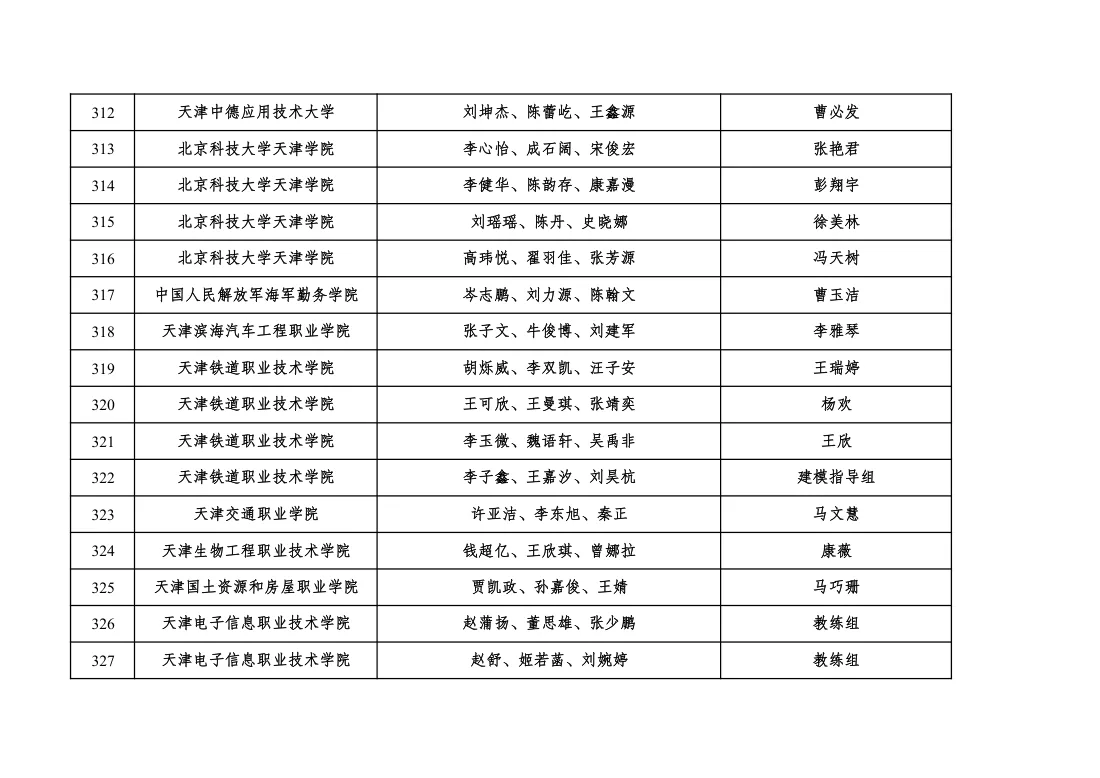 312 天津中德应用技术大学 刘坤杰、陈蕾屹、王鑫源 曹必发
313 北京科技大学天津学院 李心怡、成石阔、宋俊宏 张艳君
314 北京科技大学天津学院 李健华、陈韵存、康嘉漫 彭翔宇
315 北京科技大学天津学院 刘瑶瑶、陈丹、史晓娜 徐美林
316 北京科技大学天津学院 高玮悦、翟羽佳、张芳源 冯天树
317 中国人民解放军海军勤务学院 岑志鹏、刘力源、陈翰文 曹玉洁
318 天津滨海汽车工程职业学院 张子文、牛俊博、刘建军 李雅琴
319 天津铁道职业技术学院 胡烁威、李双凯、汪子安 王瑞婷
320 天津铁道职业技术学院 王可欣、王曼琪、张靖奕 杨欢
321 天津铁道职业技术学院 李玉微、魏语轩、吴禹非 王欣
322 天津铁道职业技术学院 李子鑫、王嘉汐、刘昊杭 建模指导组
323 天津交通职业学院 许亚洁、李东旭、秦正 马文慧
324 天津生物工程职业技术学院 钱超亿、王欣琪、曾娜拉 康薇
325 天津国土资源和房屋职业学院 贾凯政、孙嘉俊、王婧 马巧珊
326 天津电子信息职业技术学院 赵蒲扬、董思雄、张少鹏 教练组
327 天津电子信息职业技术学院 赵舒、姬若菡、刘婉婷 教练组